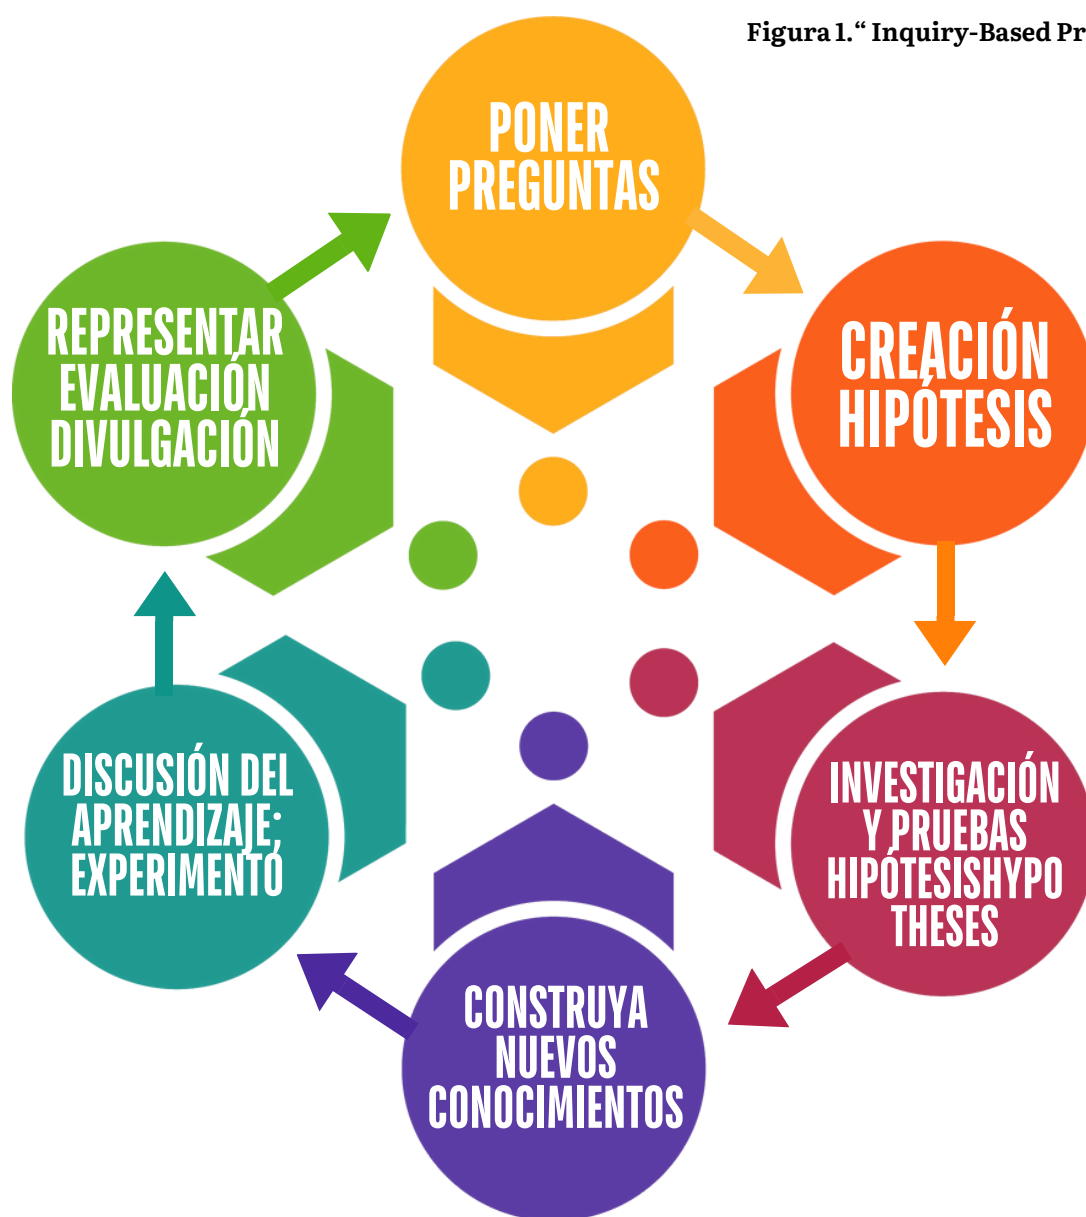 Figura 1.“ Inquiry-Based Pr
PONER
PREGUNTAS
CREACIÓN
HIPÓTESIS
INVESTIGACIÓN
Y PRUEBAS
HIPÓTESISHYPO
THESES
CONSTRUYA
NUEVOS
CONOCIMIENTOS
DISCUSIÓN DEL
APRENDIZAJE;
EXPERIMENTO
REPRESENTAR
EVALUACIÓN
DIVULGACIÓN